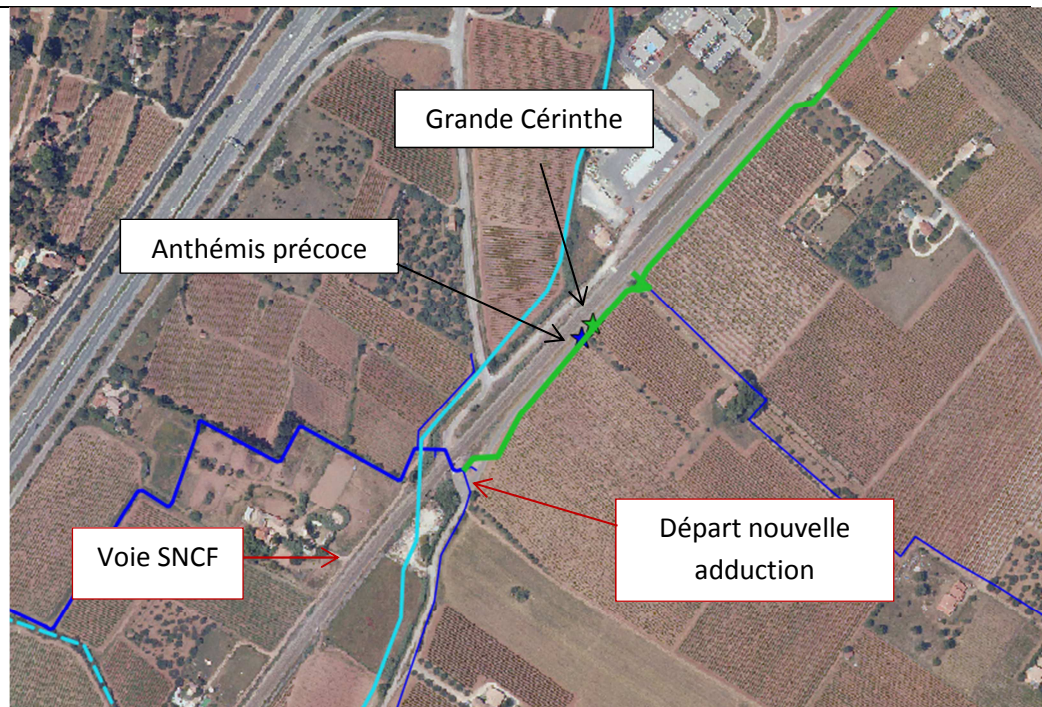 Grande Cérinthe
Anthémis précoce
Voie SNCF
Départ nouvelle
adduction